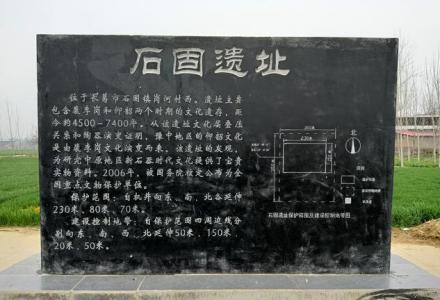 石固遗址
位于长葛市石固镇岗河村西。遗址主要
包含裴李岗和仰韶两个时期的文化遗存，距
今约4500-7400年。从该遗址文化层叠压
关系和陶器演变证明，豫中地区的仰韶文化
是由裴李岗文化演变而来。该遗址的发现，
为研究中原地区新石器时代文化提供了宝贵
实物资料。2006年，被国务院核定公布为全
国重点文物保护单位。
保护范围：自机井向东、南、西、北各延伸
230米、80米、70米。
建设控制地带：自保护范围四周边线分
别向东、南、西、北延伸50米、150米、
20米、50米。
北
石固遗址保护范围及建设控制地带图